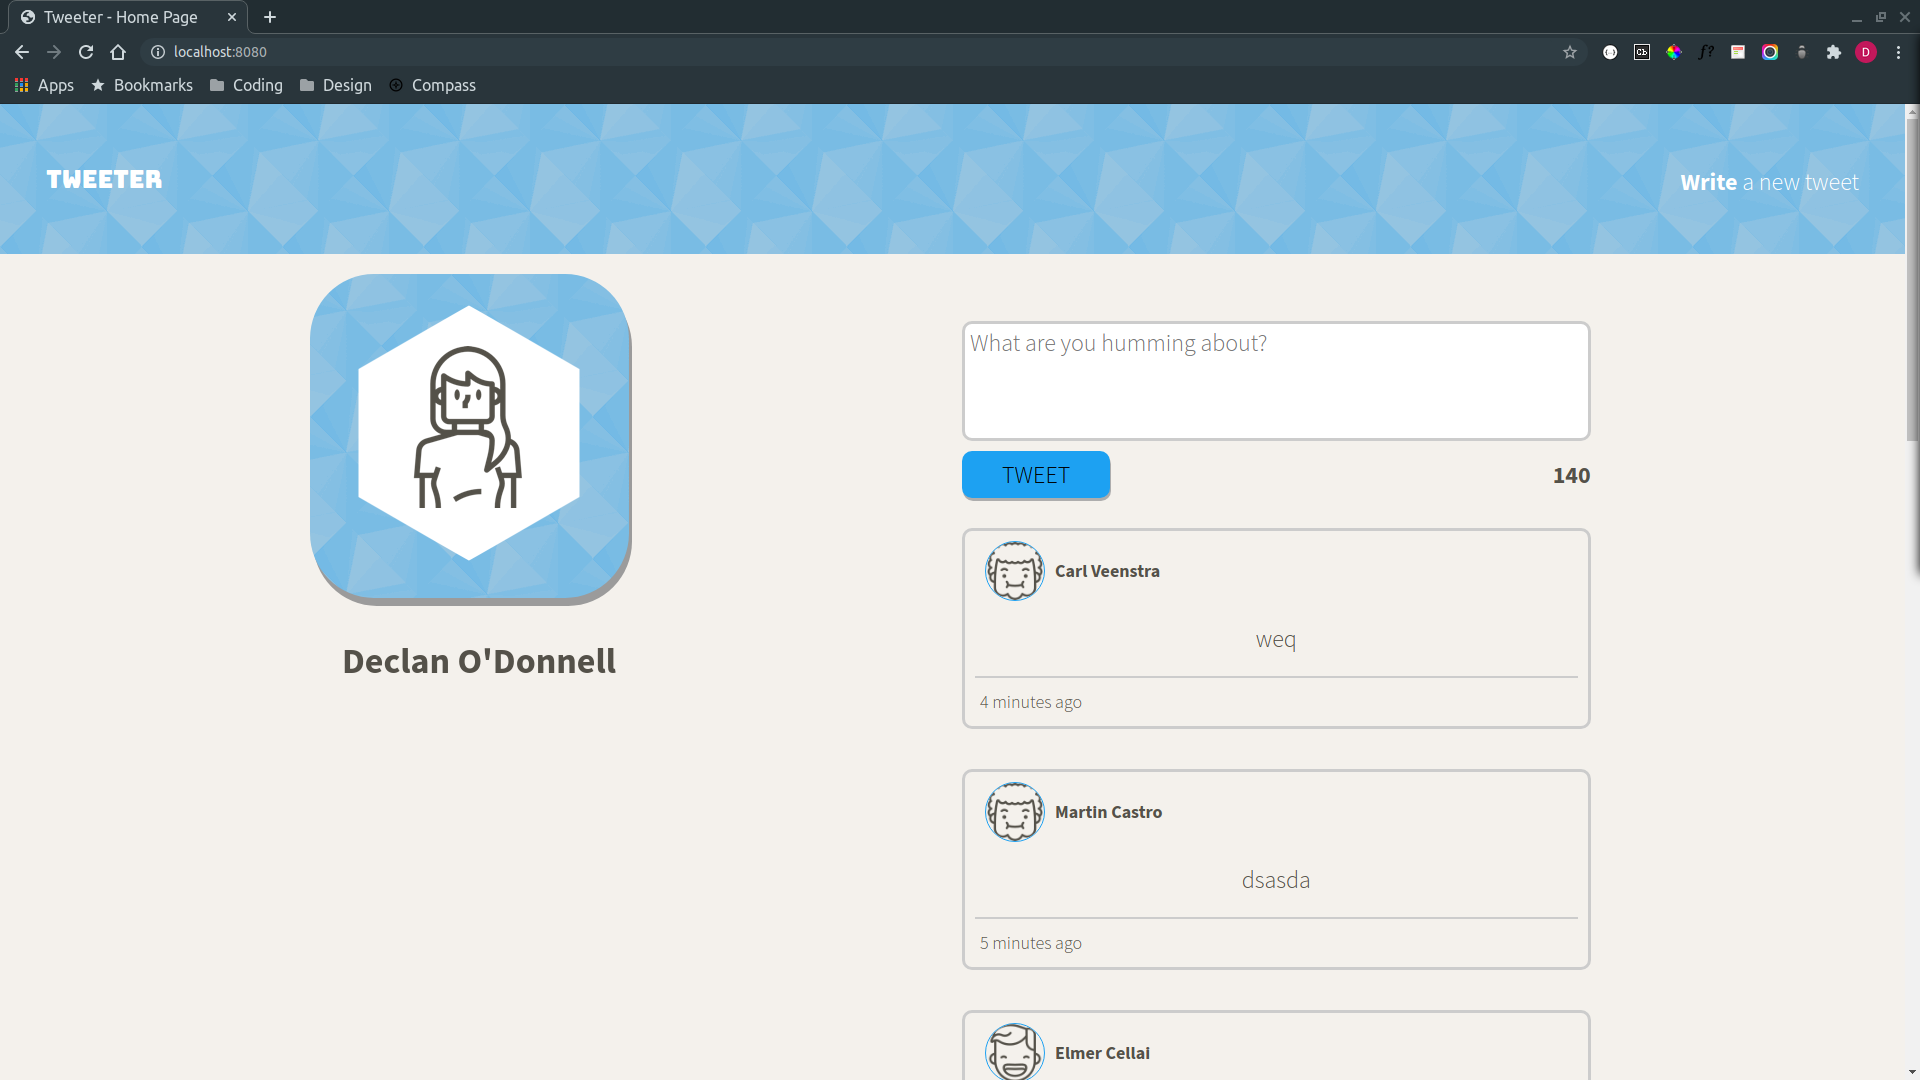 Tweeter - Home Page
localhost:8080
Cb
f?
D
Apps
Bookmarks
Coding
Design
Compass
TWEETER
Write a new tweet
What are you humming about?
TWEET
140
Declan O'Donnell
Carl Veenstra
weq
4 minutes ago
Martin Castro
dsasda
5 minutes ago
Elmer Cellai